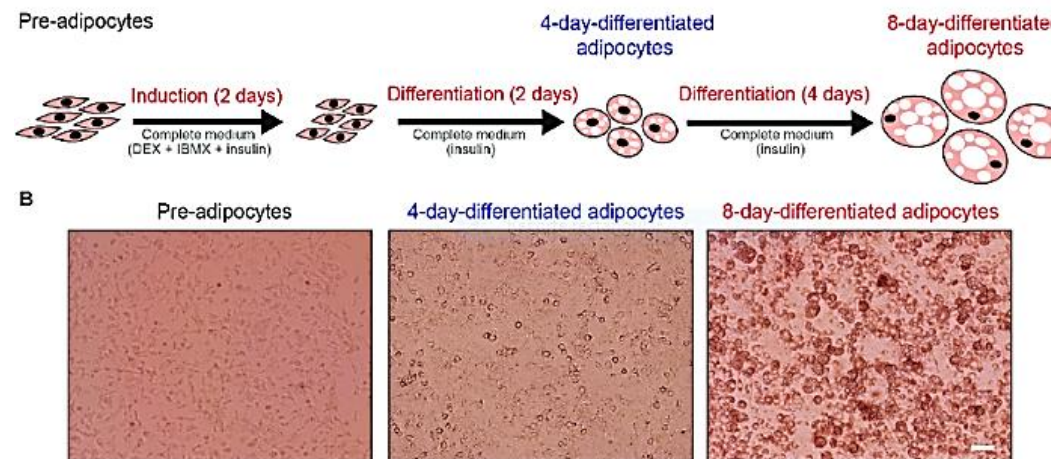 Pre-adipocytes
4-day-differentiated
adipocytes
8-day-differentiate
adipocytes
Induction (2 days)
Complete medium
(DEX + IBMX + insulin)
Differentiation (2 days)
Complete medium
(insulin)
Differentiation (4 days)
Complete medium
(insulin)
B
Pre-adipocytes
4-day-differentiated adipocytes
8-day-differentiated adipocytes